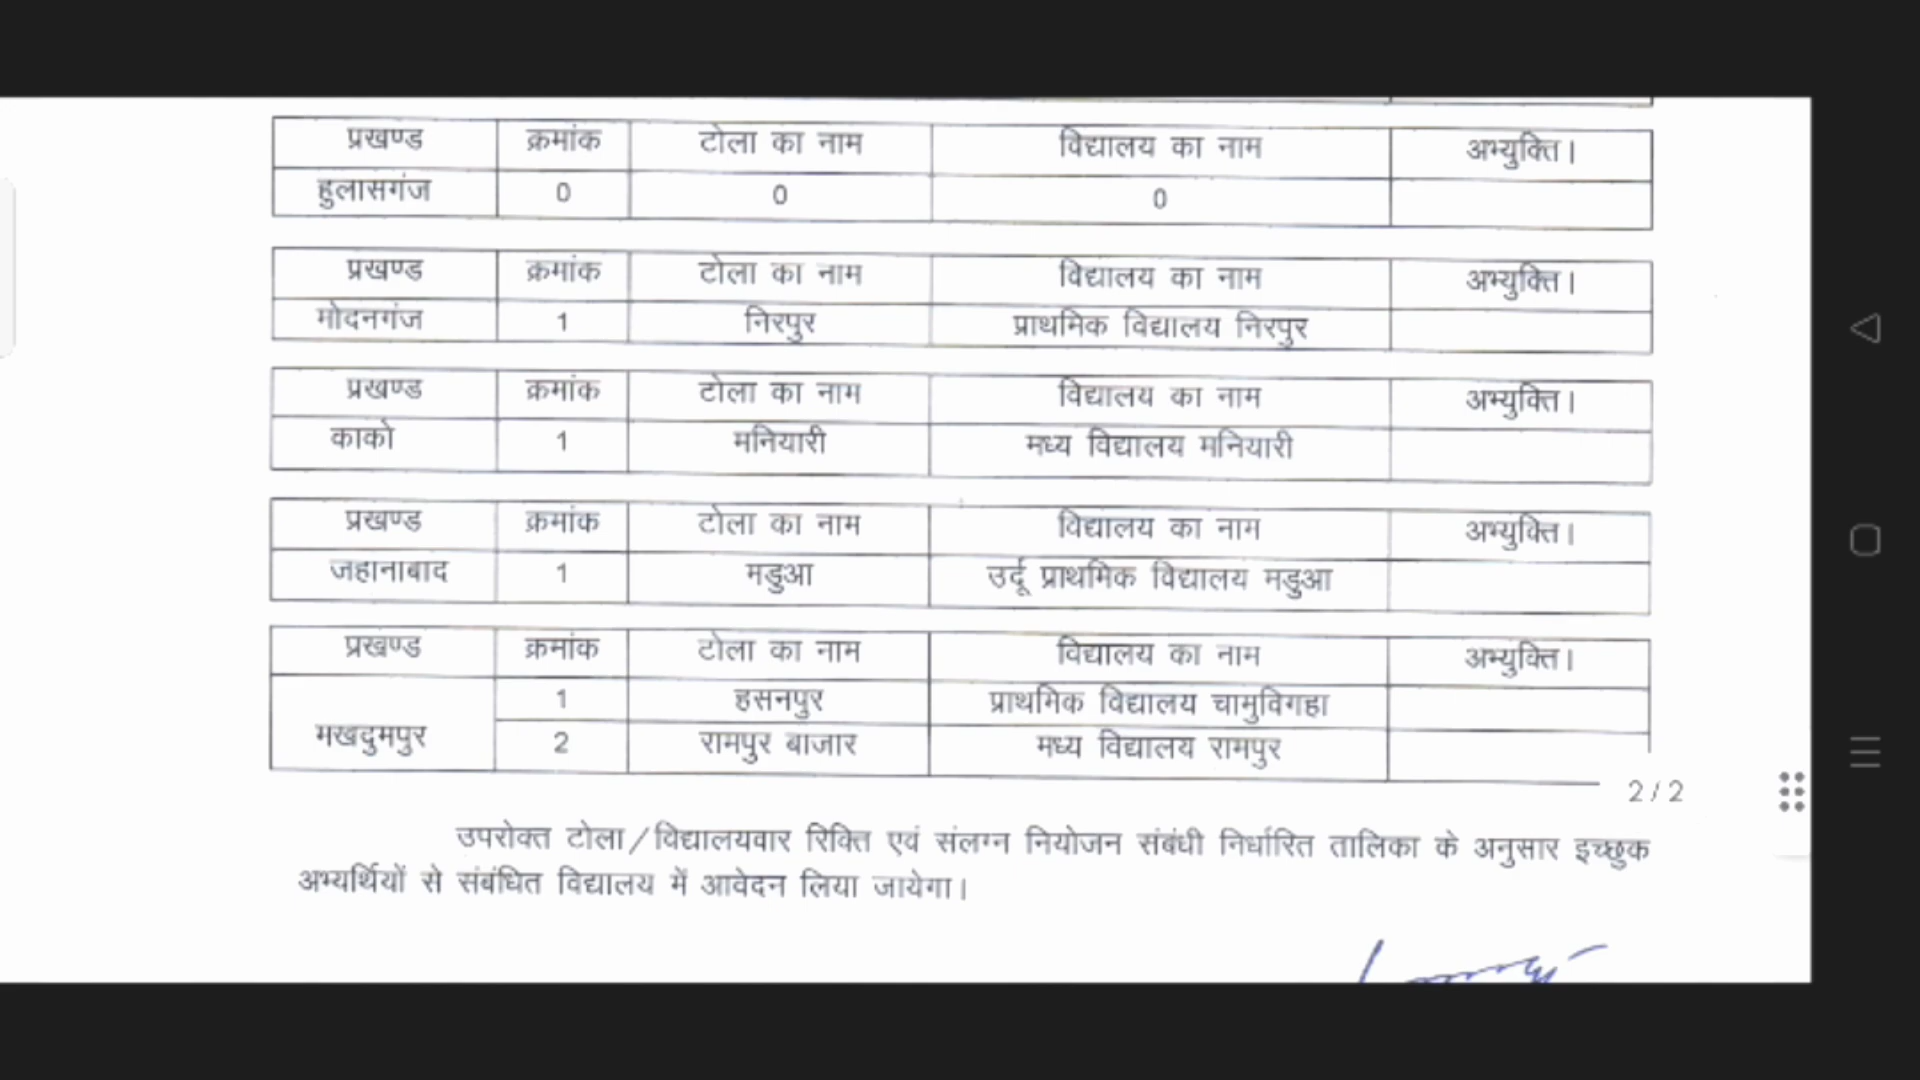 प्रखण्ड क्रमांक टोला का नाम विद्यालय का नाम अभ्युक्ति।
हुलासगंज 0 0 0
प्रखण्ड क्रमांक टोला का नाम विद्यालय का नाम अभ्युक्ति।
मोदनगंज 1 निरपुर प्राथमिक विद्यालय निरपुर
प्रखण्ड क्रमांक टोला का नाम विद्यालय का नाम अभ्युक्ति।
काको 1 मनियारी मध्य विद्यालय मनियारी
प्रखण्ड क्रमांक टोला का नाम विद्यालय का नाम अभ्युक्ति।
जहानाबाद 1 मडुआ उर्दू प्राथमिक विद्यालय मडुआ
प्रखण्ड क्रमांक टोला का नाम विद्यालय का नाम अभ्युक्ति।
मखदुमपुर 1 हसनपुर प्राथमिक विद्यालय चामुविगहा
2 रामपुर बाजार मध्य विद्यालय रामपुर
2/2
उपरोक्त टोला/विद्यालयवार रिक्ति एवं संलग्न नियोजन संबंधी निर्धारित तालिका के अनुसार इच्छुक
अभ्यर्थियों से संबंधित विद्यालय में आवेदन लिया जायेगा।